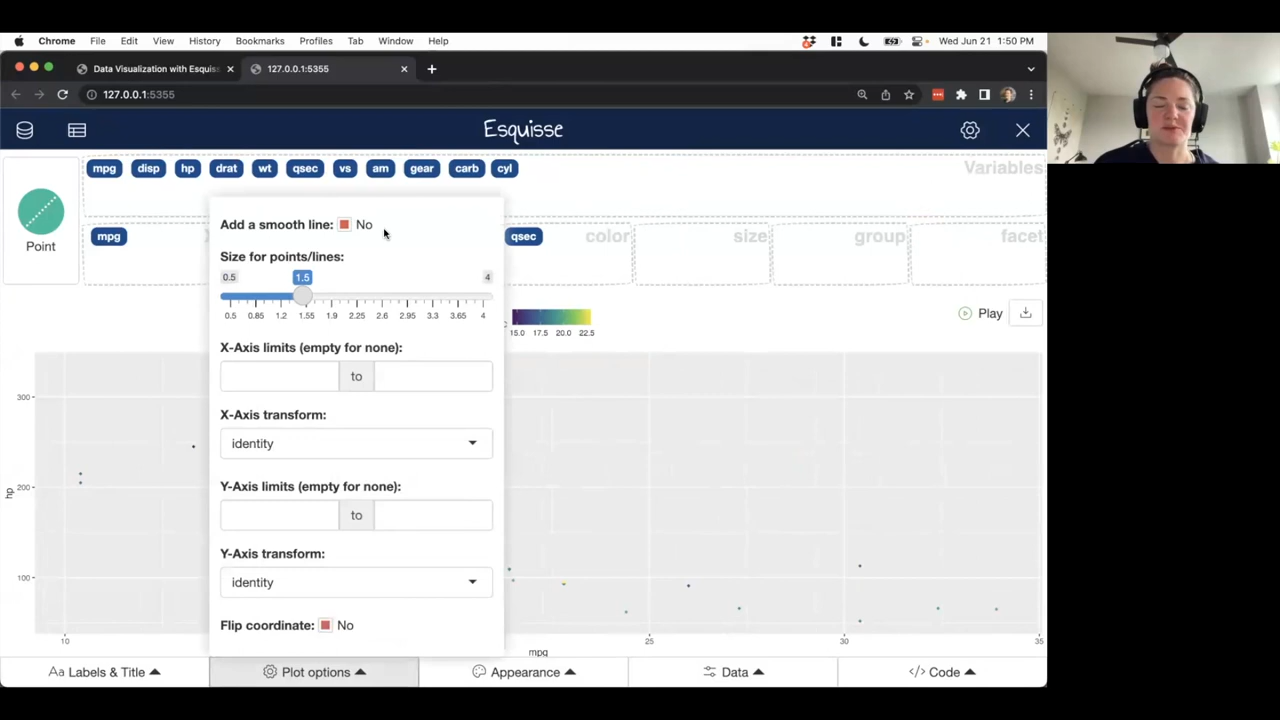 Chrome File Edit View History Bookmarks Profiles Tab Window Help Wed Jun 21 1:50 PM
Data Visualization with Esquiss 127.0.0.1:5355
127.0.0.1:5355
Esquisse
mpg disp hp drat wt qsec vs am gear carb cyl Variables
Point
mpg qsec color size group facet
Add a smooth line: No
Size for points/lines:
0.5 1.5 4
0.5 0.85 1.2 1.55 1.9 2.25 2.6 2.95 3.3 3.65 4
15.0 17.5 20.0 22.5
Play
X-Axis limits (empty for none):
to
X-Axis transform:
identity
Y-Axis limits (empty for none):
to
Y-Axis transform:
identity
Flip coordinate: No
300
200
100
hp
10 25 30 35
mpg
Aa Labels & Title Plot options Appearance Data </> Code